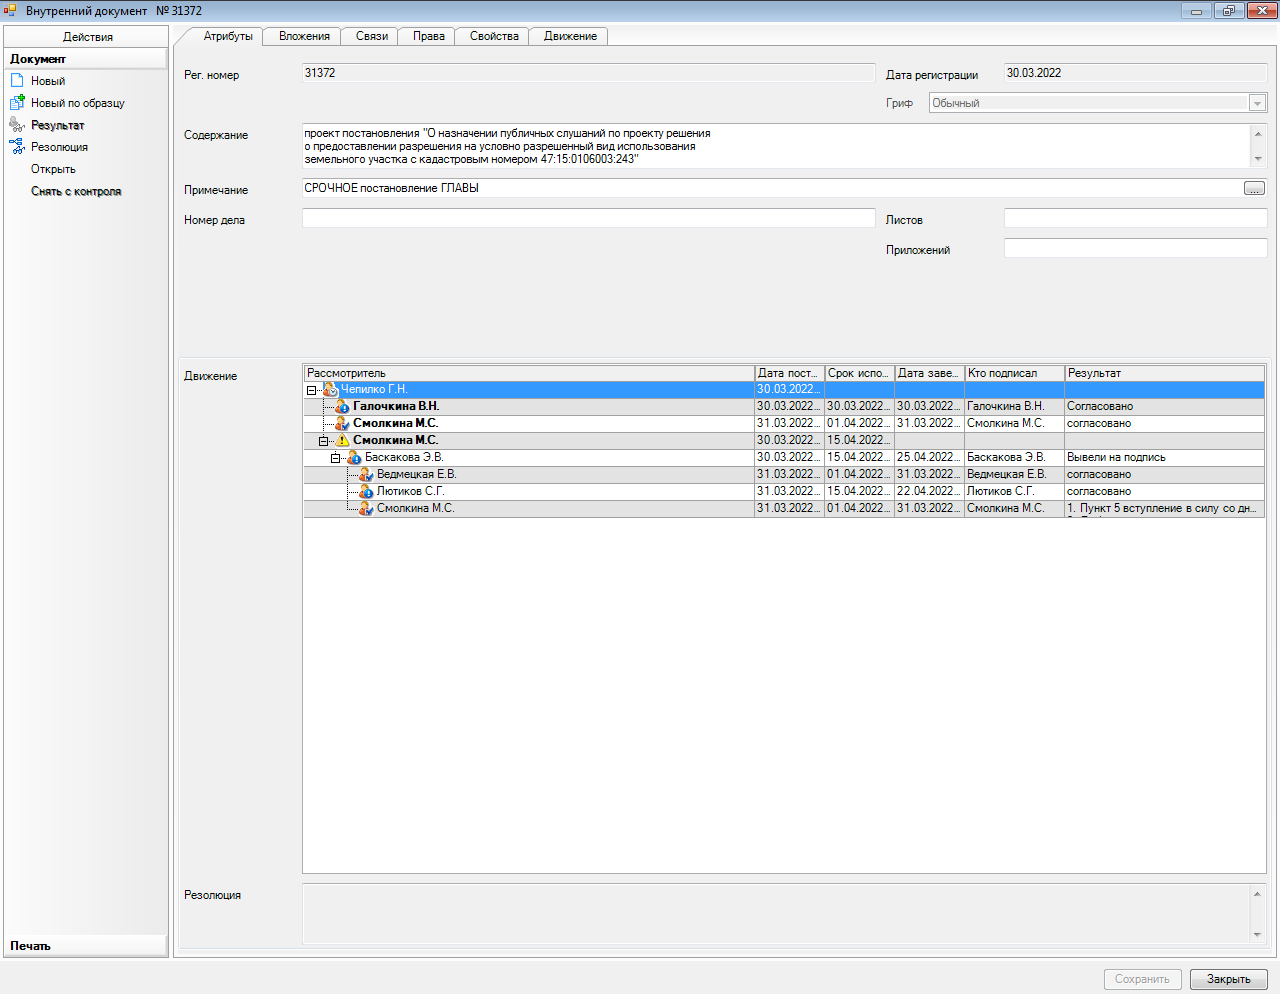 Внутренний документ № 31372
Действия
Документ
Новый
Новый по образцу
Результат
Резолюция
Открыть
Снять с контроля
Печать
Атрибуты Вложения Связи Права Свойства Движение
Рег. номер 31372 Дата регистрации 30.03.2022
Гриф Обычный
Содержание проект постановления "О назначении публичных слушаний по проекту решения
о предоставлении разрешения на условно разрешенный вид использования
земельного участка с кадастровым номером 47:15:0106003:243"
Примечание СРОЧНОЕ постановление ГЛАВЫ ...
Номер дела Листов
Приложений
Движение
Рассмотритель Дата пост... Срок испо... Дата заве... Кто подписал Результат
Чепилко Г.Н. 30.03.2022...
Галочкина В.Н. 30.03.2022... 30.03.2022... 30.03.2022... Галочкина В.Н. Согласовано
Смолкина М.С. 31.03.2022... 01.04.2022... 31.03.2022... Смолкина М.С. согласовано
Смолкина М.С. 30.03.2022... 15.04.2022...
Баскакова Э.В. 30.03.2022... 15.04.2022... 25.04.2022... Баскакова Э.В. Вывели на подпись
Ведмецкая Е.В. 31.03.2022... 01.04.2022... 31.03.2022... Ведмецкая Е.В. согласовано
Лютиков С.Г. 31.03.2022... 15.04.2022... 22.04.2022... Лютиков С.Г. согласовано
Смолкина М.С. 31.03.2022... 01.04.2022... 31.03.2022... Смолкина М.С. 1. Пункт 5 вступление в силу со дн...
Резолюция
Сохранить Закрыть